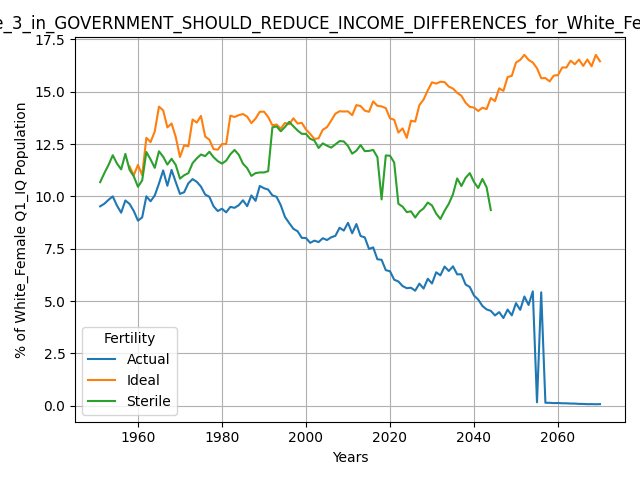 e_3_in_GOVERNMENT_SHOULD_REDUCE_INCOME_DIFFERENCES_for_White_Fe
% of White_Female Q1_IQ Population
17.5
15.0
12.5
10.0
7.5
5.0
2.5
0.0
Fertility
Actual
Ideal
Sterile
1960 1980 2000 2020 2040 2060
Years